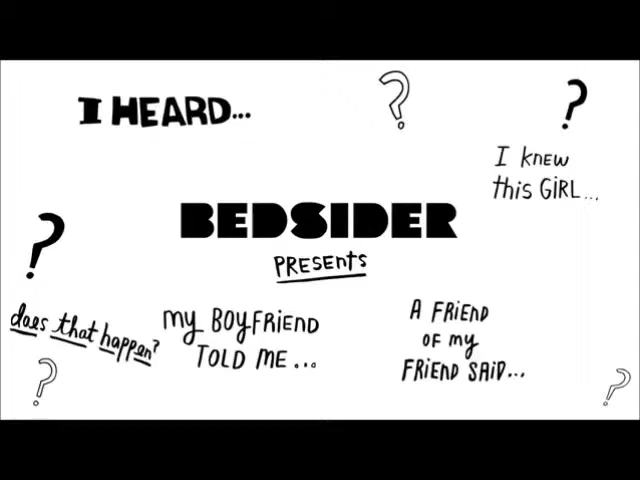 I HEARD...
?
?
I KNEW
this GIRL...
BEDSIDER
PRESENTS
?
does that happen?
my BOYFRIEND
TOLD ME...
A FRIEND
OF my
FRIEND SAID...
?
?